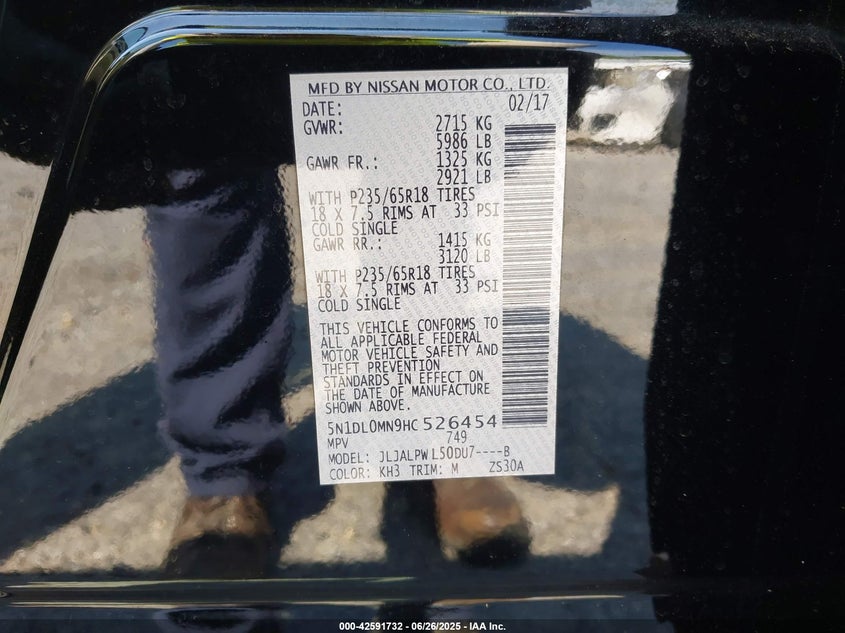 MFD BY NISSAN MOTOR CO., LTD.
DATE: 02/17
GVWR: 2715 KG
5986 LB
GAWR FR.: 1325 KG
2921 LB
WITH P235/65R18 TIRES
18 X 7.5 RIMS AT 33 PSI
COLD SINGLE
GAWR RR.: 1415 KG
3120 LB
WITH P235/65R18 TIRES
18 X 7.5 RIMS AT 33 PSI
COLD SINGLE
THIS VEHICLE CONFORMS TO
ALL APPLICABLE FEDERAL
MOTOR VEHICLE SAFETY AND
THEFT PREVENTION
STANDARDS IN EFFECT ON
THE DATE OF MANUFACTURE
SHOWN ABOVE.
5N1DL0MN9HC526454
MPV 749
MODEL: JLJALPWL50DU7----B
COLOR: KH3 TRIM: M ZS30A
000-42591732 - 06/26/2025 - IAA Inc.